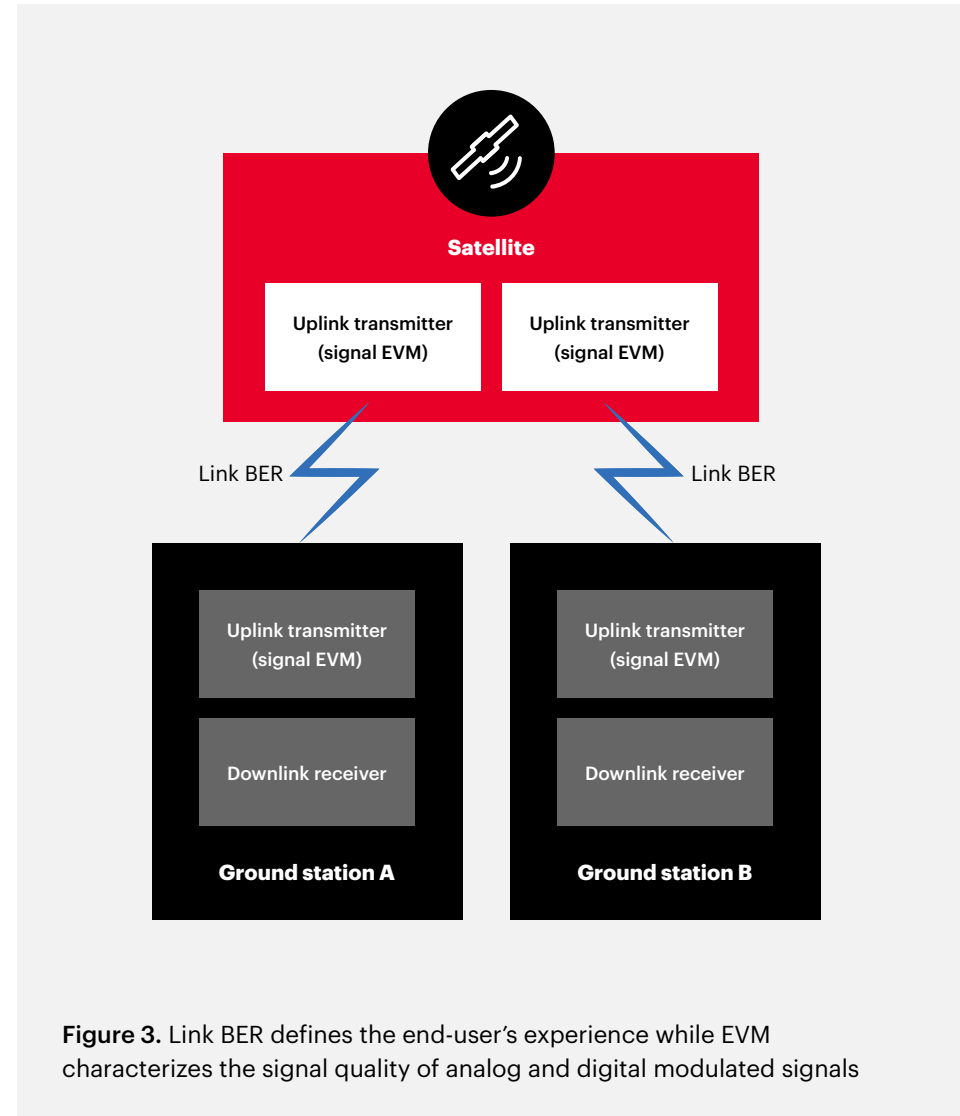 Satellite
Uplink transmitter
(signal EVM)
Uplink transmitter
(signal EVM)
Link BER
Link BER
Uplink transmitter
(signal EVM)
Downlink receiver
Ground station A
Uplink transmitter
(signal EVM)
Downlink receiver
Ground station B
Figure 3. Link BER defines the end-user’s experience while EVM
characterizes the signal quality of analog and digital modulated signals